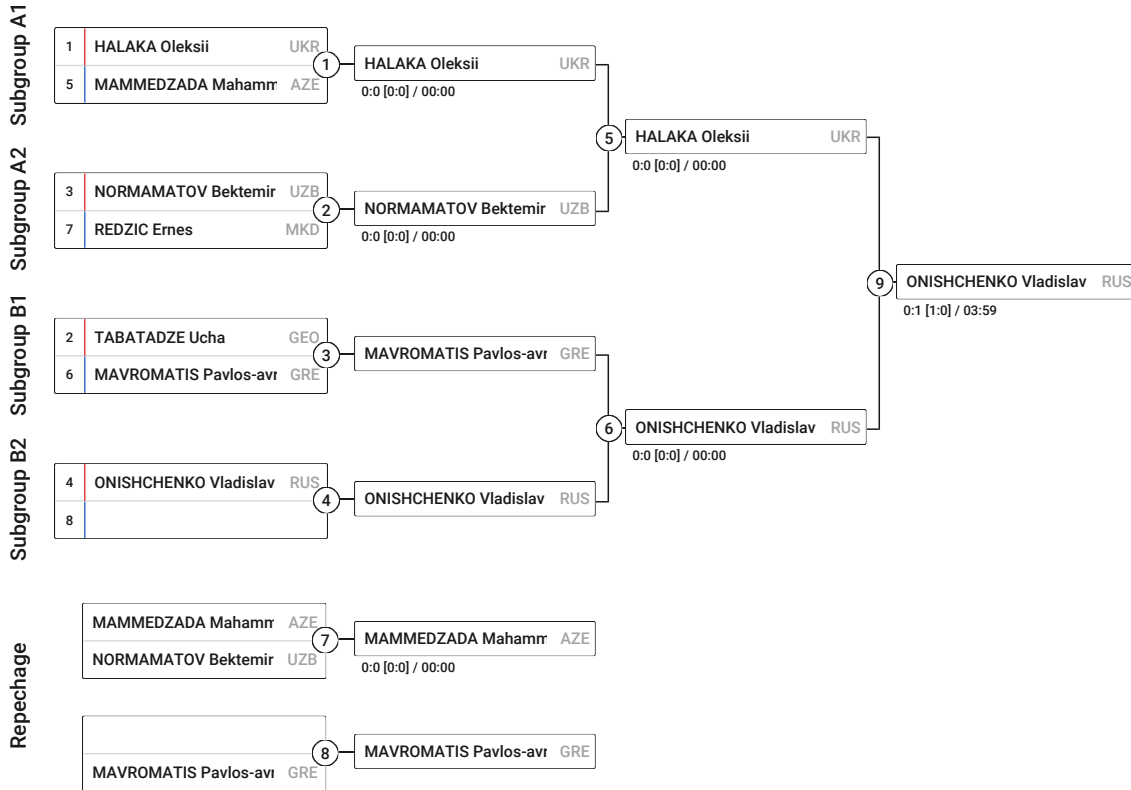 Subgroup A1
1 HALAKA Oleksii UKR
5 MAMMEDZADA Mahamm AZE
1
HALAKA Oleksii UKR
0:0 [0:0] / 00:00
Subgroup A2
3 NORMAMATOV Bektemir UZB
7 REDZIC Ernes MKD
2
NORMAMATOV Bektemir UZB
0:0 [0:0] / 00:00
5
HALAKA Oleksii UKR
0:0 [0:0] / 00:00
Subgroup B1
2 TABATADZE Ucha GEO
6 MAVROMATIS Pavlos-avr GRE
3
MAVROMATIS Pavlos-avr GRE
Subgroup B2
4 ONISHCHENKO Vladislav RUS
8
4
ONISHCHENKO Vladislav RUS
6
ONISHCHENKO Vladislav RUS
0:0 [0:0] / 00:00
9
ONISHCHENKO Vladislav RUS
0:1 [1:0] / 03:59
Repechage
MAMMEDZADA Mahamm AZE
NORMAMATOV Bektemir UZB
7
MAMMEDZADA Mahamm AZE
0:0 [0:0] / 00:00
MAVROMATIS Pavlos-avr GRE
8
MAVROMATIS Pavlos-avr GRE